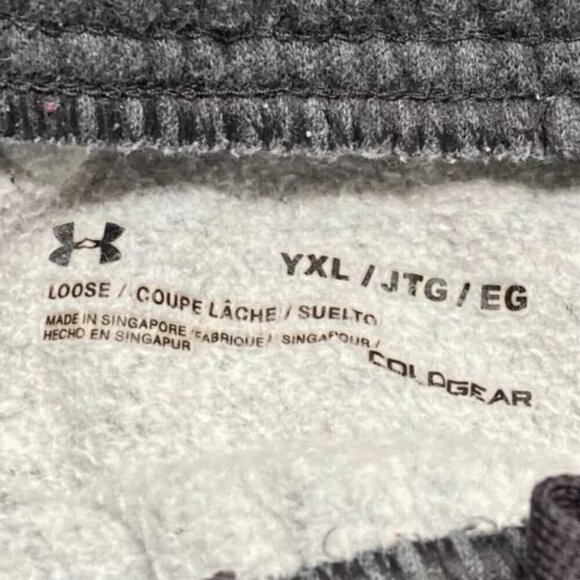 YXL / JTG / EG
LOOSE / COUPE LÂCHE / SUELTO
MADE IN SINGAPORE / FABRIQUÉ / SINGAPOUR /
HECHO EN SINGAPUR
COLDGEAR